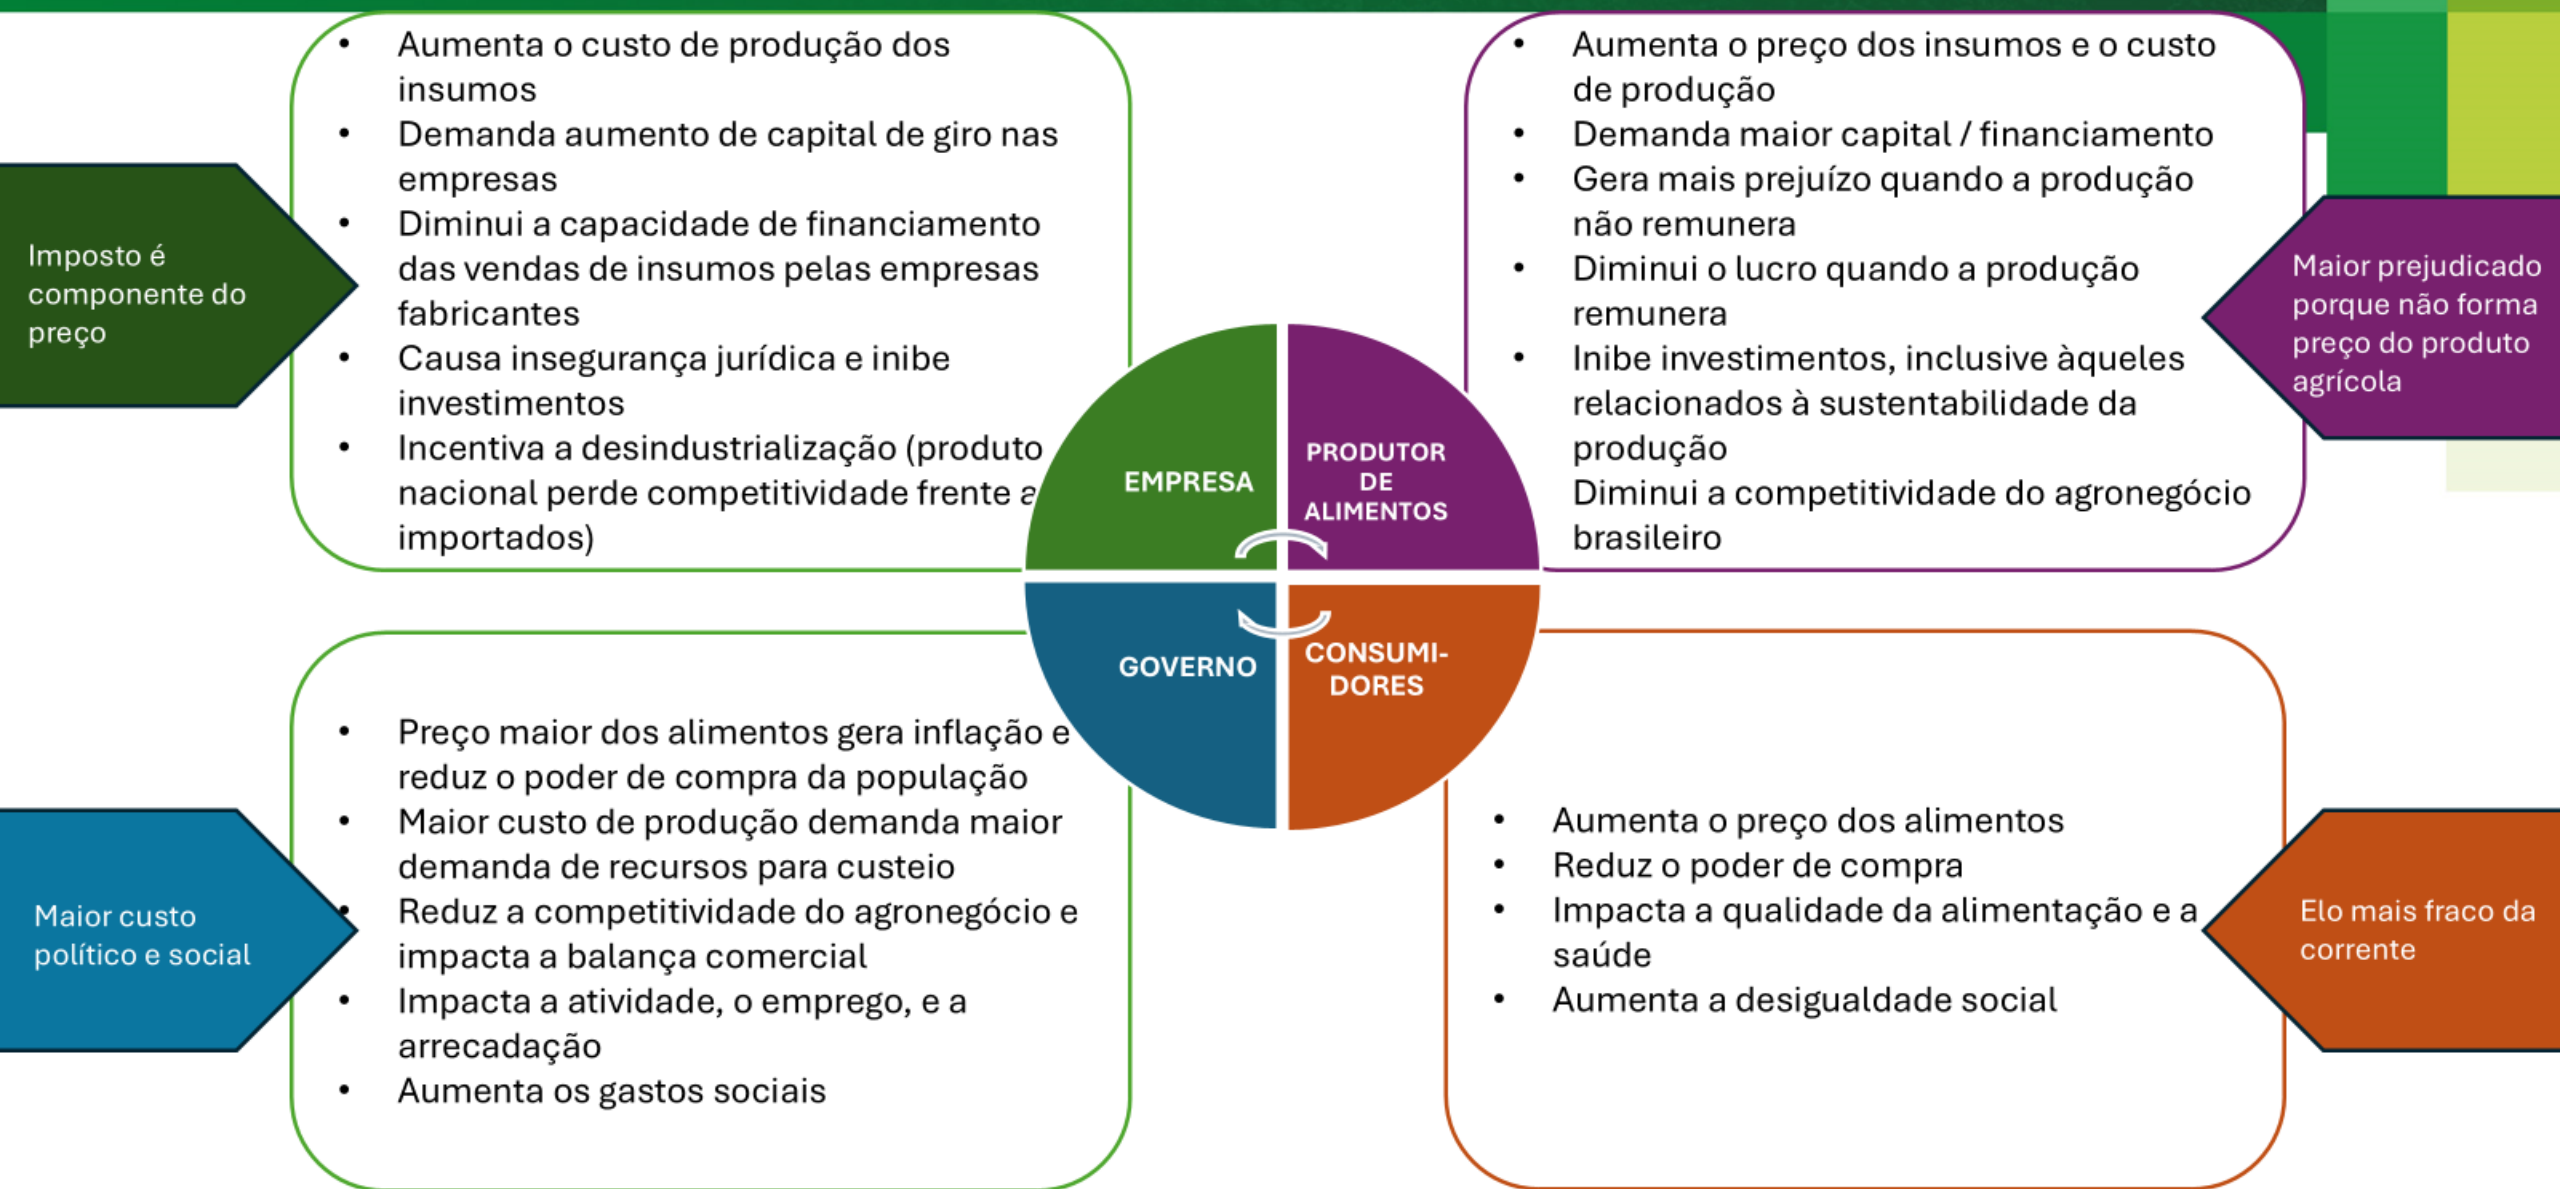 Imposto é
componente do
preço
• Aumenta o custo de produção dos
insumos
• Demanda aumento de capital de giro nas
empresas
• Diminui a capacidade de financiamento
das vendas de insumos pelas empresas
fabricantes
• Causa insegurança jurídica e inibe
investimentos
• Incentiva a desindustrialização (produto
nacional perde competitividade frente a
importados)
EMPRESA
PRODUTOR
DE
ALIMENTOS
• Aumenta o preço dos insumos e o custo
de produção
• Demanda maior capital / financiamento
• Gera mais prejuízo quando a produção
não remunera
• Diminui o lucro quando a produção
remunera
• Inibe investimentos, inclusive àqueles
relacionados à sustentabilidade da
produção
Diminui a competitividade do agronegócio
brasileiro
Maior prejudicado
porque não forma
preço do produto
agrícola
Maior custo
político e social
• Preço maior dos alimentos gera inflação e
reduz o poder de compra da população
• Maior custo de produção demanda maior
demanda de recursos para custeio
• Reduz a competitividade do agronegócio e
impacta a balança comercial
• Impacta a atividade, o emprego, e a
arrecadação
• Aumenta os gastos sociais
GOVERNO
CONSUMI-
DORES
• Aumenta o preço dos alimentos
• Reduz o poder de compra
• Impacta a qualidade da alimentação e a
saúde
• Aumenta a desigualdade social
Elo mais fraco da
corrente